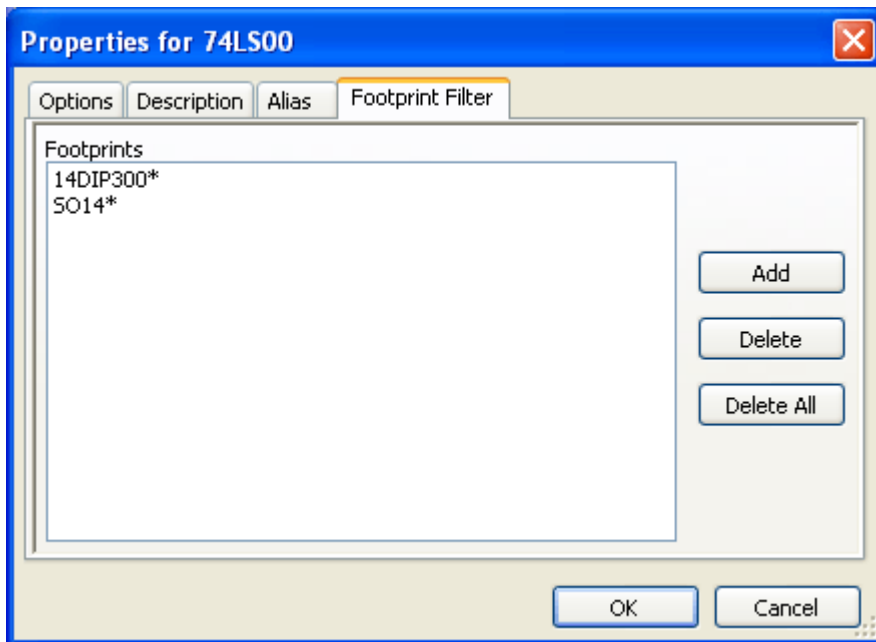 Properties for 74LS00
Options Description Alias Footprint Filter
Footprints
14DIP300*
SO14*
Add
Delete
Delete All
OK Cancel